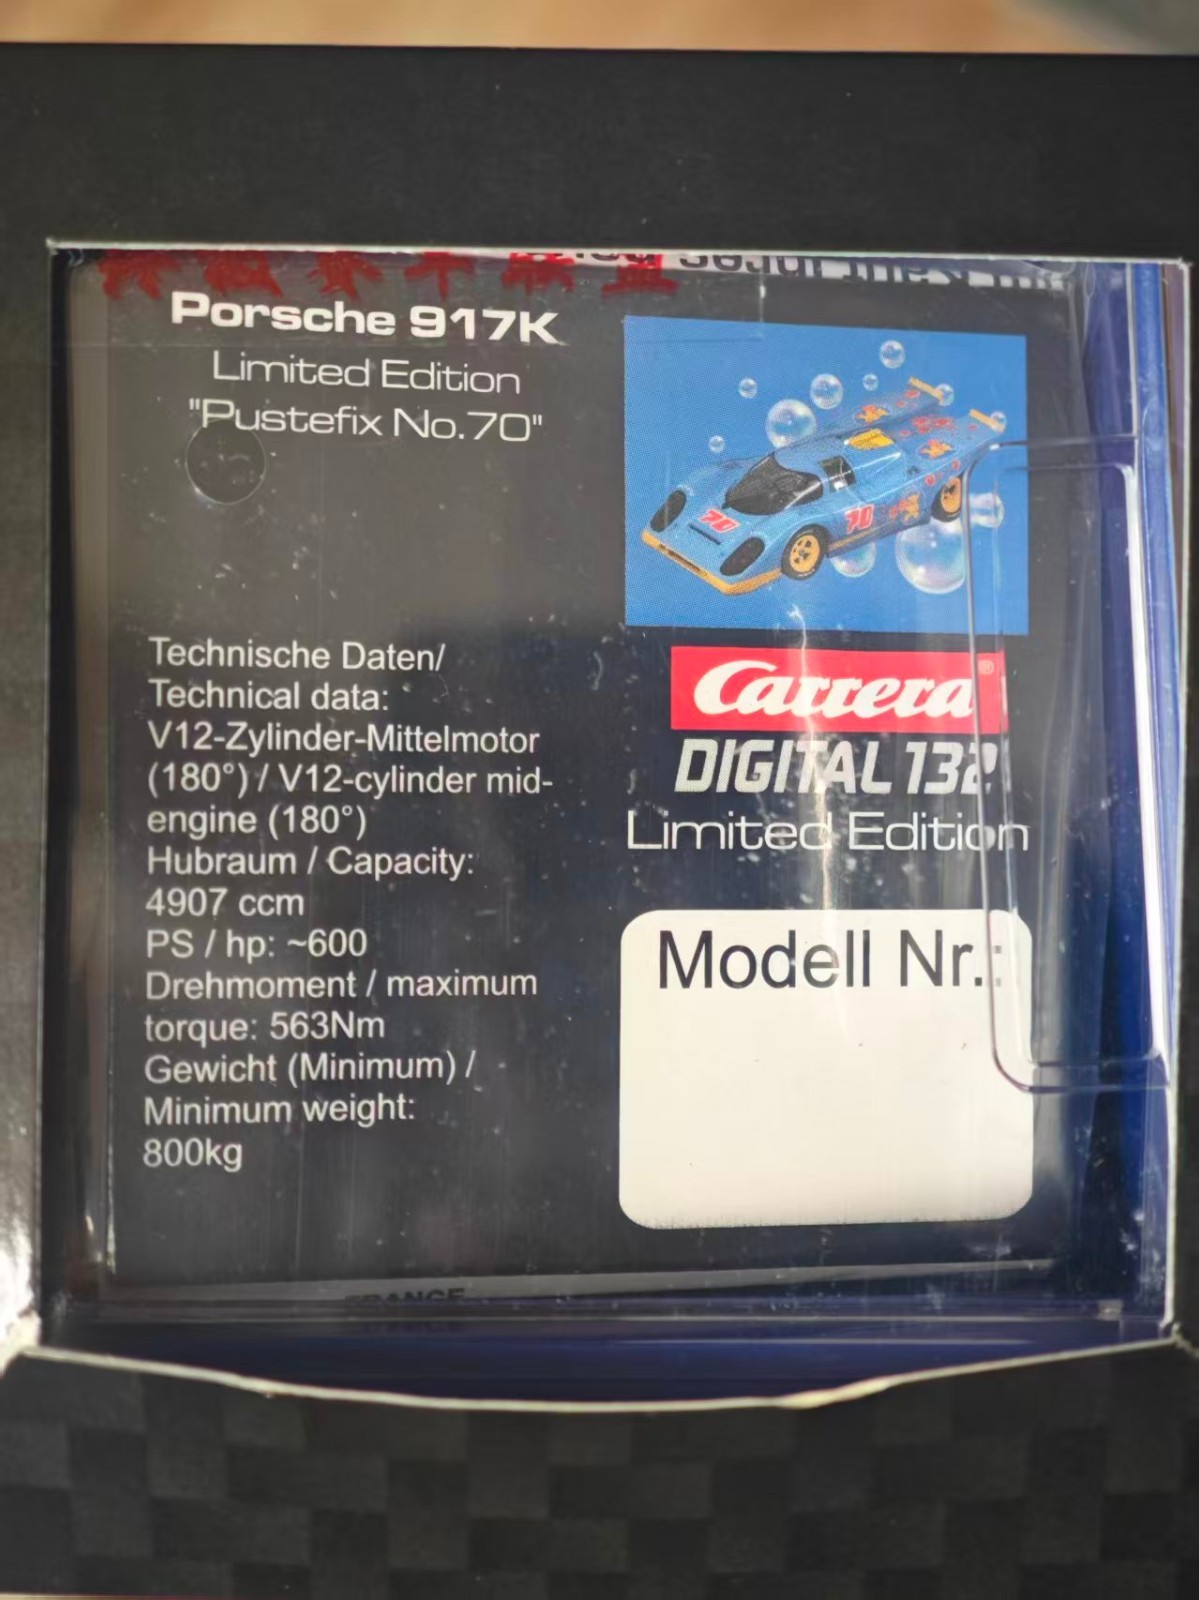 Porsche 917K
Limited Edition
"Pustefix No.70"
70
70
Technische Daten/
Technical data:
V12-Zylinder-Mittelmotor
(180°) / V12-cylinder mid-
engine (180°)
Hubraum / Capacity:
4907 ccm
PS / hp: ~600
Drehmoment / maximum
torque: 563Nm
Gewicht (Minimum) /
Minimum weight:
800kg
Carrera®
DIGITAL 132
Limited Edition
Modell Nr.: